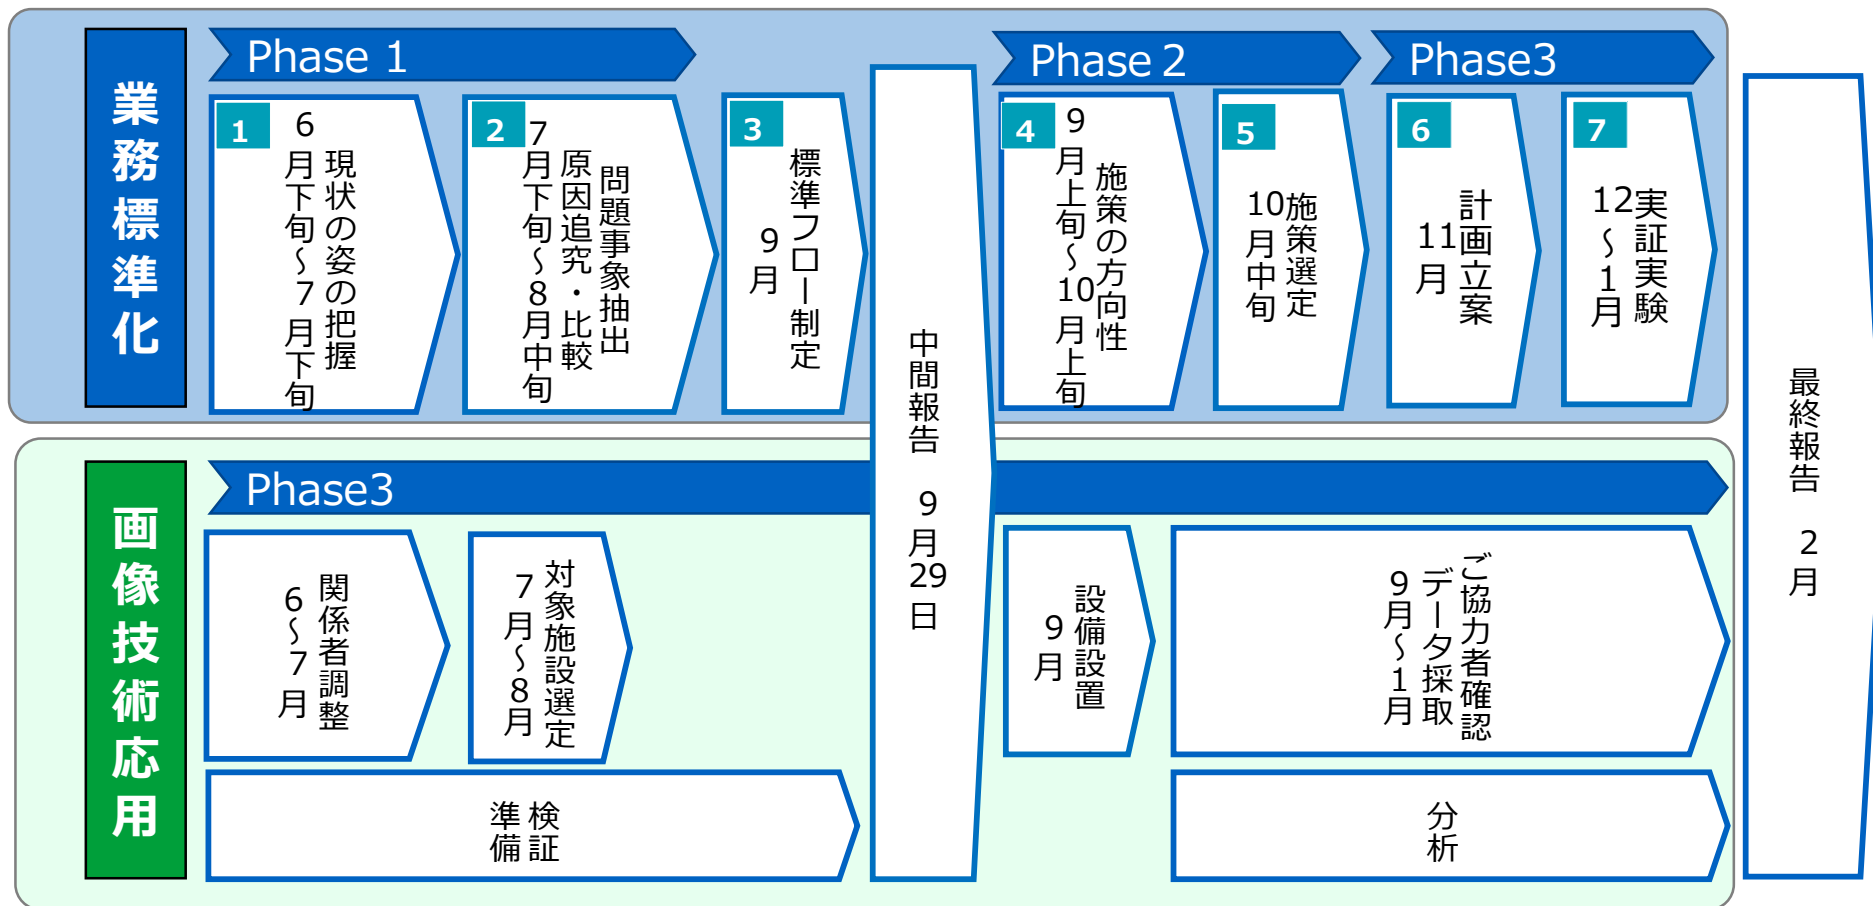 業務標準化
Phase 1
1
現状の姿の把握
6月下旬~7月下旬
2
問題事象抽出
原因追究・比較
7月下旬~8月中旬
3
標準フロー制定
9月
中間報告 9月29日
Phase 2
4
施策の方向性
9月上旬~10月上旬
5
施策選定
10月中旬
Phase3
6
計画立案
11月
7
実証実験
12~1月
最終報告 2月
画像技術応用
Phase3
関係者調整
6~7月
対象施設選定
7月~8月
検証
準備
設備設置
9月
ご協力者確認
データ採取
9月~1月
分析